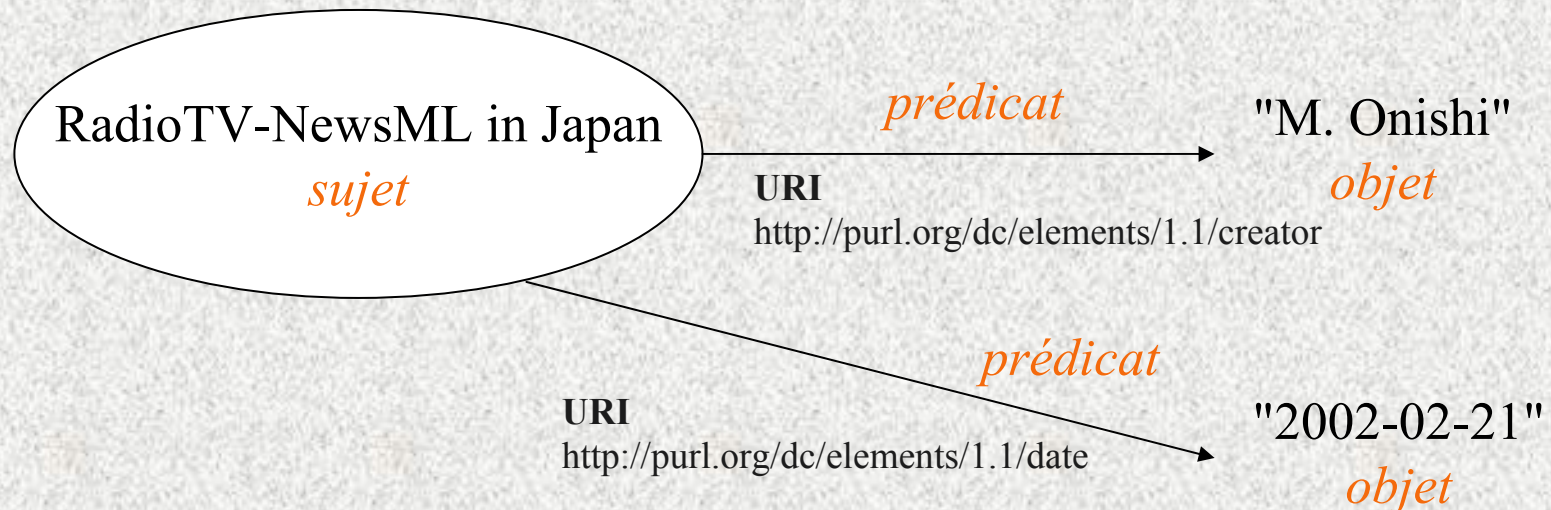 RadioTV-NewsML in Japan
sujet
prédicat
URI
http://purl.org/dc/elements/1.1/creator
"M. Onishi"
objet
prédicat
URI
http://purl.org/dc/elements/1.1/date
"2002-02-21"
objet